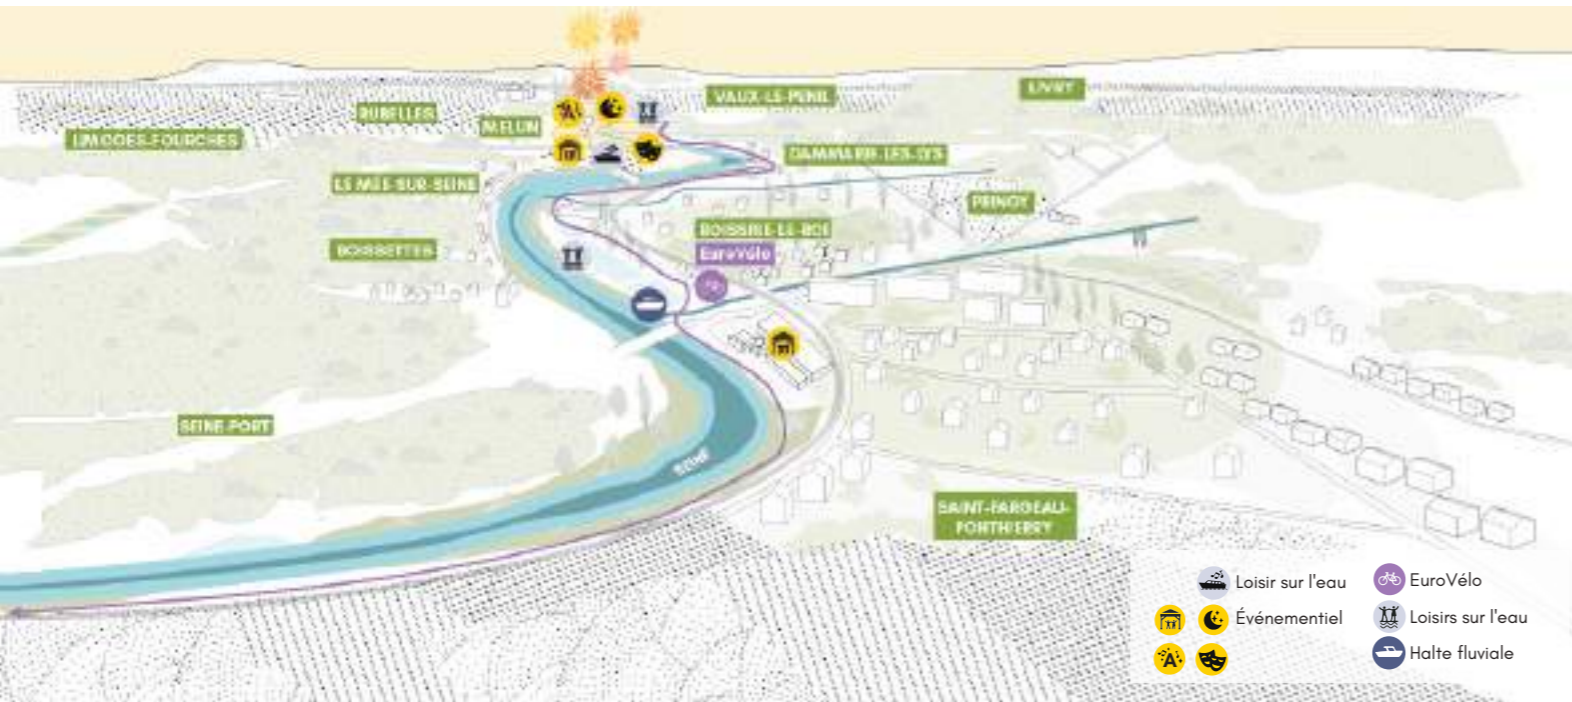 LIVRY
VAUX-LE-PENIL
RUBELLES
MELUN
LIMOGES-FOURCHES
DAMMARIE-LES-LYS
LE MÉE-SUR-SEINE
PRINGY
BOISSISE-LE-ROI
BOISSETTES
EuroVélo
SEINE-PORT
SEINE
SAINT-FARGEAU-
PONTHIERRY
Loisir sur l'eau
EuroVélo
Événementiel
Loisirs sur l'eau
A
Halte fluviale